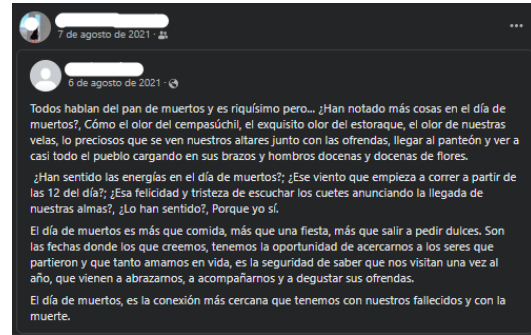 7 de agosto de 2021 ·
6 de agosto de 2021 ·
Todos hablan del pan de muertos y es riquísimo pero... ¿Han notado más cosas en el día de
muertos?, Cómo el olor del cempasúchil, el exquisito olor del estoraque, el olor de nuestras
velas, lo preciosos que se ven nuestros altares junto con las ofrendas, llegar al panteón y ver a
casi todo el pueblo cargando en sus brazos y hombros docenas y docenas de flores.
¿Han sentido las energías en el día de muertos?; ¿Ese viento que empieza a correr a partir de
las 12 del día?; ¿Esa felicidad y tristeza de escuchar los cuetes anunciando la llegada de
nuestras almas?, ¿Lo han sentido?, Porque yo sí.
El día de muertos es más que comida, más que una fiesta, más que salir a pedir dulces. Son
las fechas donde los que creemos, tenemos la oportunidad de acercarnos a los seres que
partieron y que tanto amamos en vida, es la seguridad de saber que nos visitan una vez al
año, que vienen a abrazarnos, a acompañarnos y a degustar sus ofrendas.
El día de muertos, es la conexión más cercana que tenemos con nuestros fallecidos y con la
muerte.